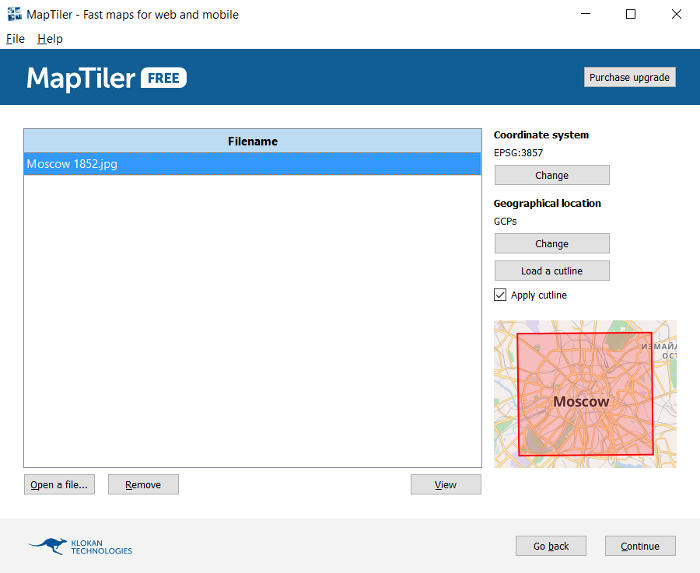 MapTiler - Fast maps for web and mobile
File Help
MapTiler FREE
Purchase upgrade
Filename
Moscow 1852.jpg
Coordinate system
EPSG:3857
Change
Geographical location
GCPs
Change
Load a cutline
Apply cutline
ИЗМАЙЛ
ОСТ
Moscow
Open a file...
Remove
View
KLOKAN
TECHNOLOGIES
Go back
Continue